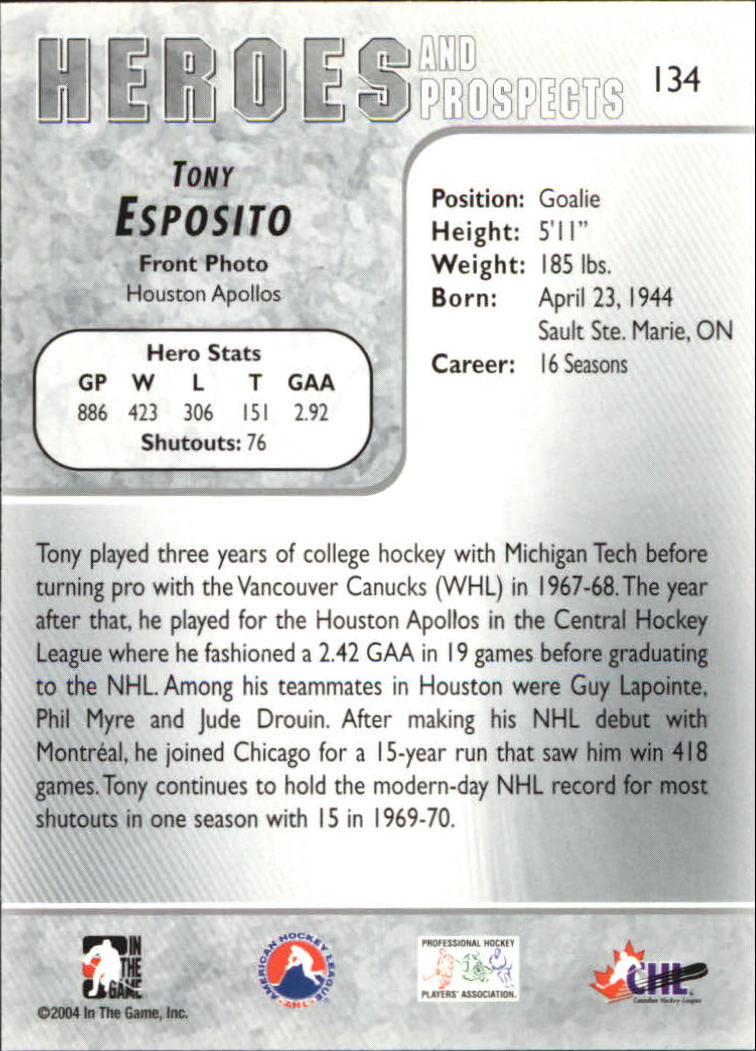 HEROES AND PROSPECTS
134
TONY
ESPOSITO
Front Photo
Houston Apollos
Hero Stats
GP W L T GAA
886 423 306 151 2.92
Shutouts: 76
Position: Goalie
Height: 5'11"
Weight: 185 lbs.
Born: April 23, 1944
Sault Ste. Marie, ON
Career: 16 Seasons
Tony played three years of college hockey with Michigan Tech before
turning pro with the Vancouver Canucks (WHL) in 1967-68. The year
after that, he played for the Houston Apollos in the Central Hockey
League where he fashioned a 2.42 GAA in 19 games before graduating
to the NHL. Among his teammates in Houston were Guy Lapointe,
Phil Myre and Jude Drouin. After making his NHL debut with
Montréal, he joined Chicago for a 15-year run that saw him win 418
games. Tony continues to hold the modern-day NHL record for most
shutouts in one season with 15 in 1969-70.
IN
THE
GAME
©2004 In The Game, Inc.
AMERICAN HOCKEY LEAGUE
AHL
PROFESSIONAL HOCKEY
PLAYERS' ASSOCIATION.
CHL
Canadian Hockey League